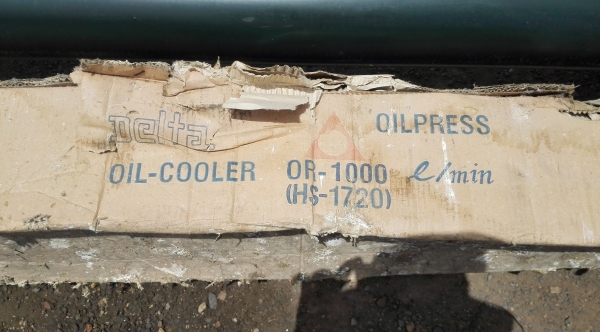 Delta
OILPRESS
OIL-COOLER OR-1000 ℓ/min
(HS-1720)